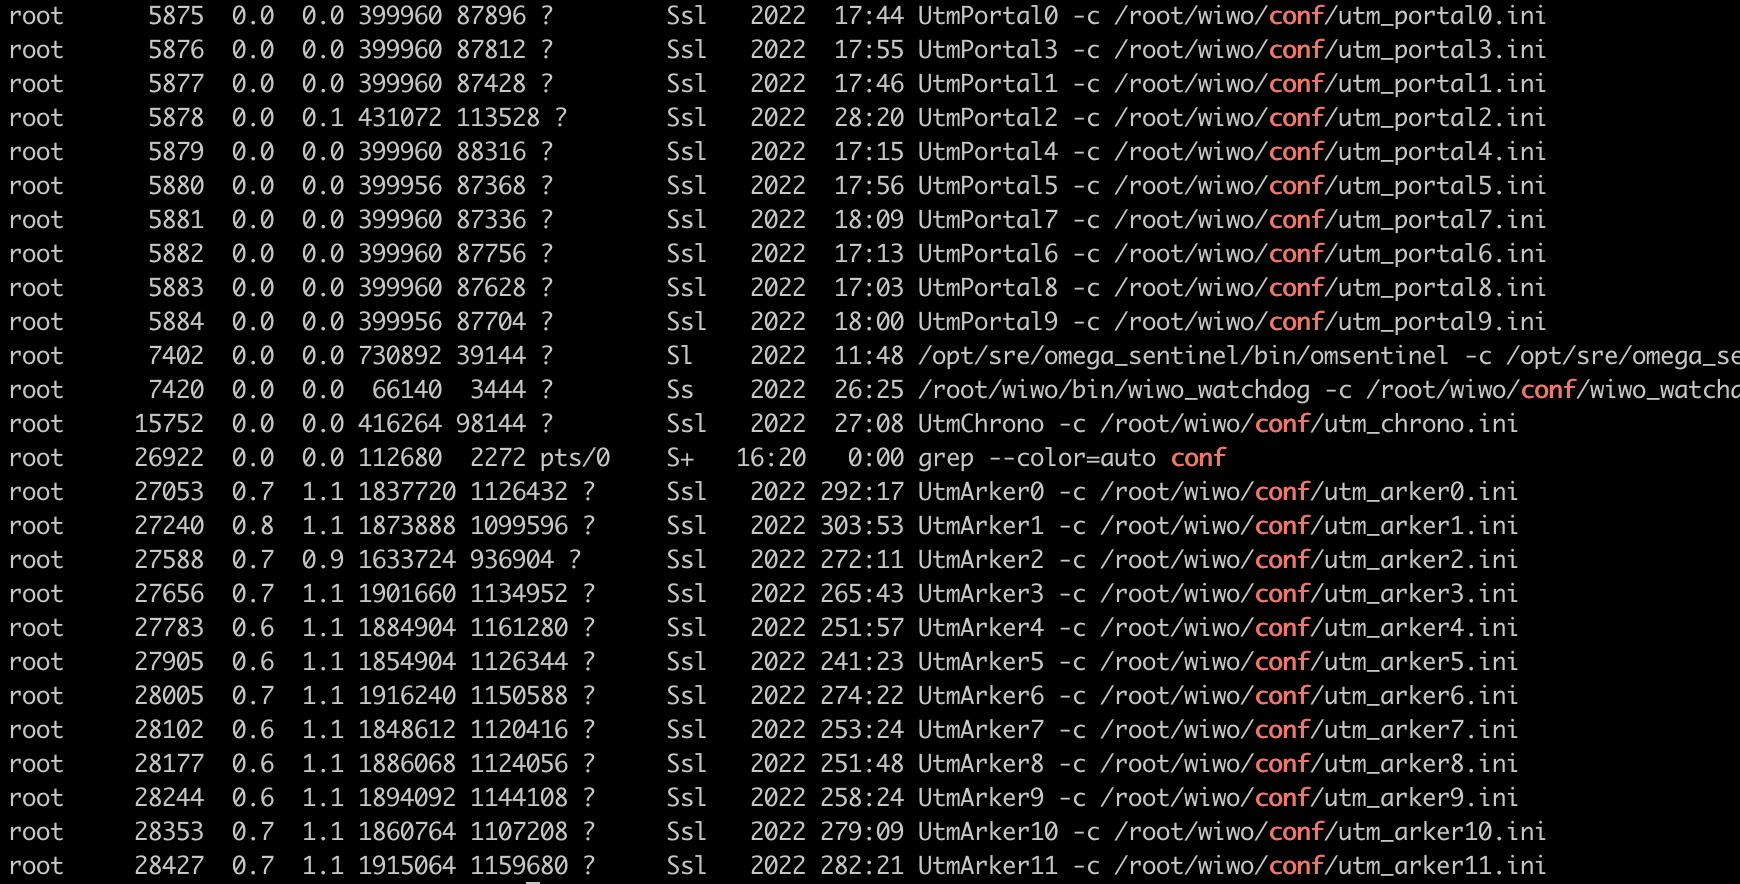 root      5875  0.0  0.0 399960 87896 ?        Ssl   2022  17:44 UtmPortal0 -c /root/wiwo/conf/utm_portal0.ini
root      5876  0.0  0.0 399960 87812 ?        Ssl   2022  17:55 UtmPortal3 -c /root/wiwo/conf/utm_portal3.ini
root      5877  0.0  0.0 399960 87428 ?        Ssl   2022  17:46 UtmPortal1 -c /root/wiwo/conf/utm_portal1.ini
root      5878  0.0  0.1 431072 113528 ?       Ssl   2022  28:20 UtmPortal2 -c /root/wiwo/conf/utm_portal2.ini
root      5879  0.0  0.0 399960 88316 ?        Ssl   2022  17:15 UtmPortal4 -c /root/wiwo/conf/utm_portal4.ini
root      5880  0.0  0.0 399956 87368 ?        Ssl   2022  17:56 UtmPortal5 -c /root/wiwo/conf/utm_portal5.ini
root      5881  0.0  0.0 399960 87336 ?        Ssl   2022  18:09 UtmPortal7 -c /root/wiwo/conf/utm_portal7.ini
root      5882  0.0  0.0 399960 87756 ?        Ssl   2022  17:13 UtmPortal6 -c /root/wiwo/conf/utm_portal6.ini
root      5883  0.0  0.0 399960 87628 ?        Ssl   2022  17:03 UtmPortal8 -c /root/wiwo/conf/utm_portal8.ini
root      5884  0.0  0.0 399956 87704 ?        Ssl   2022  18:00 UtmPortal9 -c /root/wiwo/conf/utm_portal9.ini
root      7402  0.0  0.0 730892 39144 ?        Sl    2022  11:48 /opt/sre/omega_sentinel/bin/omsentinel -c /opt/sre/omega_se
root      7420  0.0  0.0  66140  3444 ?        Ss    2022  26:25 /root/wiwo/bin/wiwo_watchdog -c /root/wiwo/conf/wiwo_watchd
root     15752  0.0  0.0 416264 98144 ?        Ssl   2022  27:08 UtmChrono -c /root/wiwo/conf/utm_chrono.ini
root     26922  0.0  0.0 112680  2272 pts/0    S+   16:20   0:00 grep --color=auto conf
root     27053  0.7  1.1 1837720 1126432 ?     Ssl   2022 292:17 UtmArker0 -c /root/wiwo/conf/utm_arker0.ini
root     27240  0.8  1.1 1873888 1099596 ?     Ssl   2022 303:53 UtmArker1 -c /root/wiwo/conf/utm_arker1.ini
root     27588  0.7  0.9 1633724 936904 ?      Ssl   2022 272:11 UtmArker2 -c /root/wiwo/conf/utm_arker2.ini
root     27656  0.7  1.1 1901660 1134952 ?     Ssl   2022 265:43 UtmArker3 -c /root/wiwo/conf/utm_arker3.ini
root     27783  0.6  1.1 1884904 1161280 ?     Ssl   2022 251:57 UtmArker4 -c /root/wiwo/conf/utm_arker4.ini
root     27905  0.6  1.1 1854904 1126344 ?     Ssl   2022 241:23 UtmArker5 -c /root/wiwo/conf/utm_arker5.ini
root     28005  0.7  1.1 1916240 1150588 ?     Ssl   2022 274:22 UtmArker6 -c /root/wiwo/conf/utm_arker6.ini
root     28102  0.6  1.1 1848612 1120416 ?     Ssl   2022 253:24 UtmArker7 -c /root/wiwo/conf/utm_arker7.ini
root     28177  0.6  1.1 1886068 1124056 ?     Ssl   2022 251:48 UtmArker8 -c /root/wiwo/conf/utm_arker8.ini
root     28244  0.6  1.1 1894092 1144108 ?     Ssl   2022 258:24 UtmArker9 -c /root/wiwo/conf/utm_arker9.ini
root     28353  0.7  1.1 1860764 1107208 ?     Ssl   2022 279:09 UtmArker10 -c /root/wiwo/conf/utm_arker10.ini
root     28427  0.7  1.1 1915064 1159680 ?     Ssl   2022 282:21 UtmArker11 -c /root/wiwo/conf/utm_arker11.ini